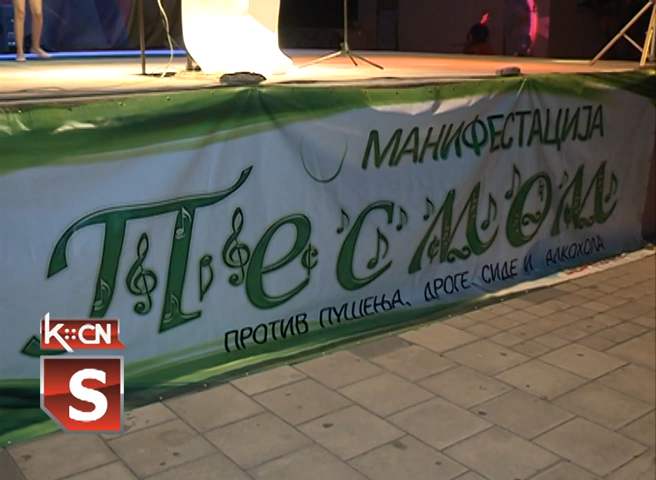 МАНИФЕСТАЦИЈА
Песмом
ПРОТИВ ПУШЕЊА, ДРОГЕ, СИДЕ И АЛКОХОЛА
K::CN
S